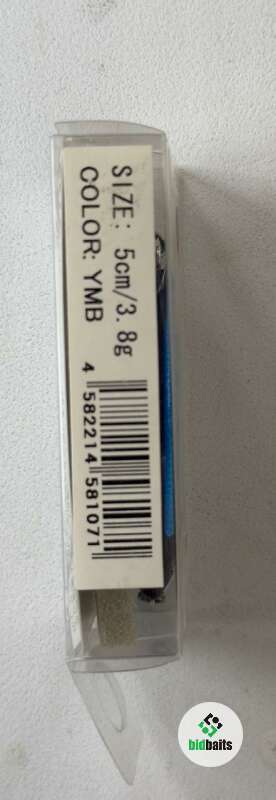 SIZE: 5cm/3.8g
COLOR: YMB
4 582214 581071
bidbaits